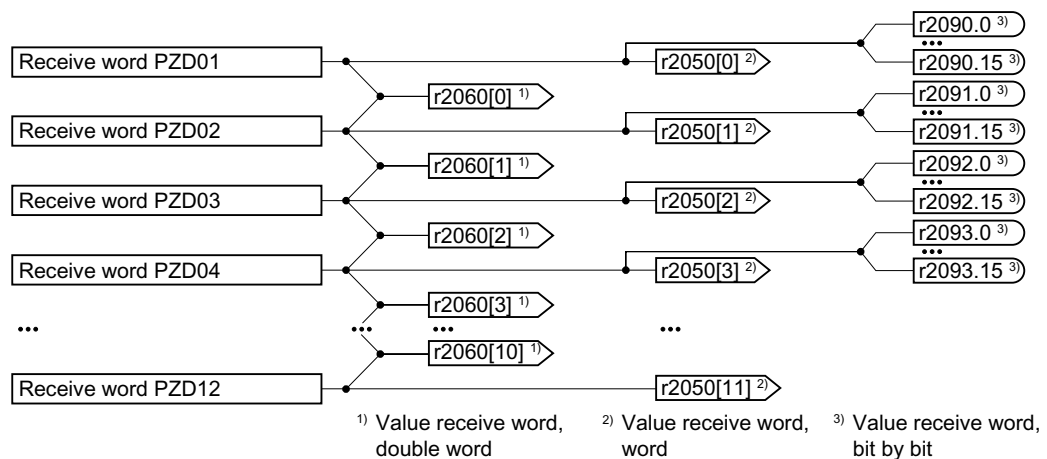 r2090.0 3)
...
Receive word PZD01 r2050[0] 2) r2090.15 3)
r2060[0] 1) r2091.0 3)
...
Receive word PZD02 r2050[1] 2) r2091.15 3)
r2060[1] 1) r2092.0 3)
...
Receive word PZD03 r2050[2] 2) r2092.15 3)
r2060[2] 1) r2093.0 3)
...
Receive word PZD04 r2050[3] 2) r2093.15 3)
r2060[3] 1)
... ... ... ...
r2060[10] 1)
Receive word PZD12 r2050[11] 2)
1) Value receive word, 2) Value receive word, 3) Value receive word,
double word word bit by bit